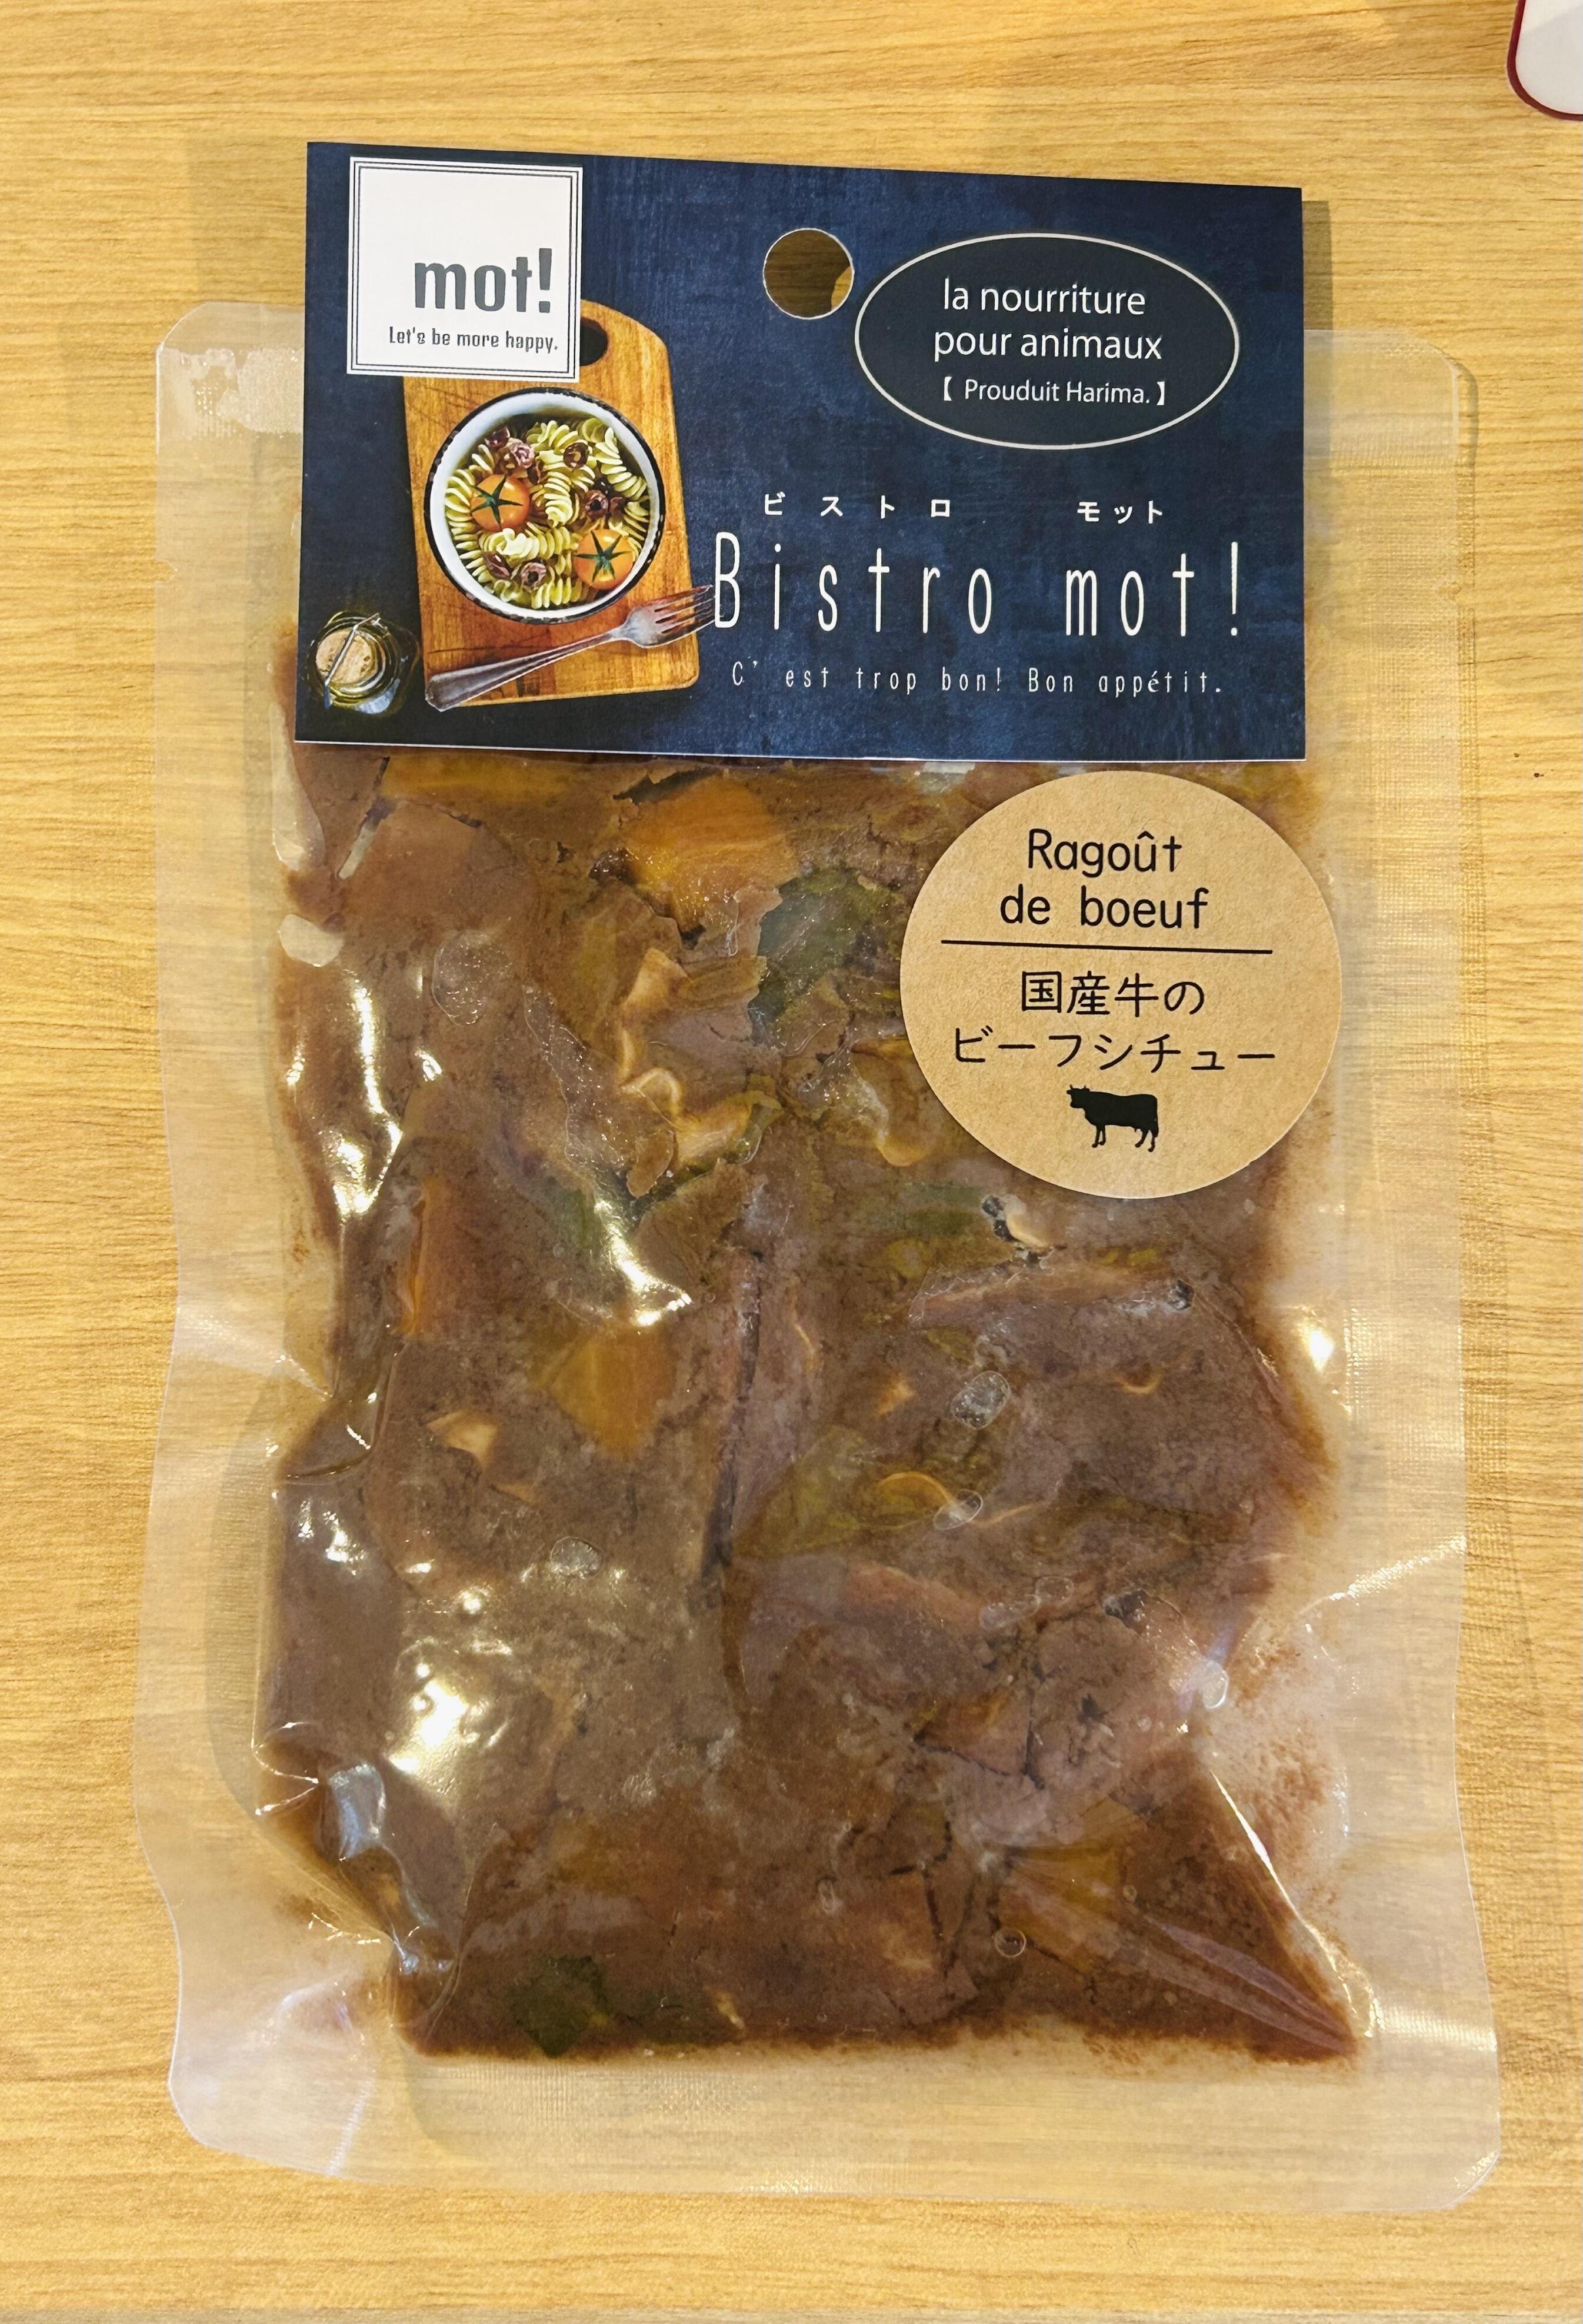 mot!
Let's be more happy.
la nourriture
pour animaux
【 Prouduit Harima.】
ビストロ モット
Bistro mot!
C' est trop bon! Bon appétit.
Ragoût
de boeuf
国産牛の
ビーフシチュー